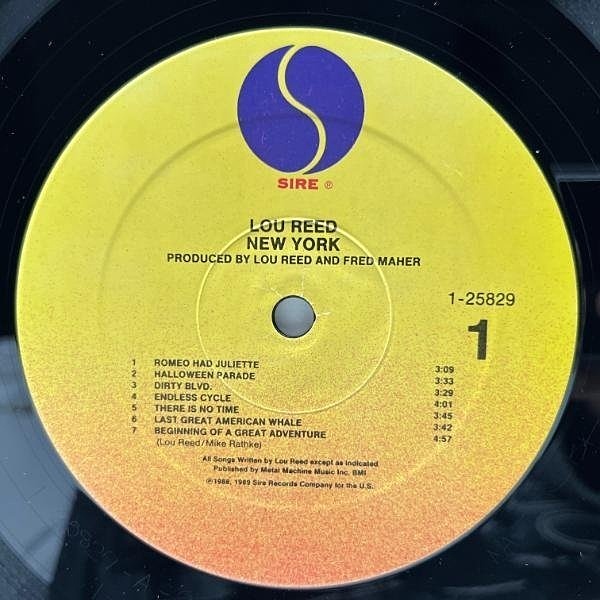 SIRE ®
LOU REED
NEW YORK
PRODUCED BY LOU REED AND FRED MAHER
1-25829
1
1 ROMEO HAD JULIETTE 3:09
2 HALLOWEEN PARADE 3:33
3 DIRTY BLVD. 3:29
4 ENDLESS CYCLE 4:01
5 THERE IS NO TIME 3:45
6 LAST GREAT AMERICAN WHALE 3:42
7 BEGINNING OF A GREAT ADVENTURE 4:57
(Lou Reed/Mike Rathke)
All Songs Written by Lou Reed except as indicated
Published by Metal Machine Music Inc. BMI
℗1988, 1989 Sire Records Company for the U.S.